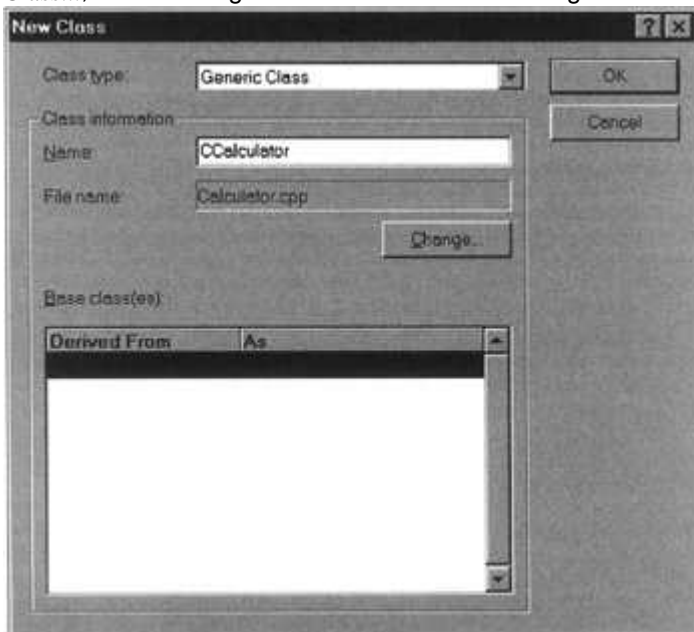 New Class
? ×
Class type:
Generic Class
OK
Cancel
Class information
Name:
CCalculator
File name:
Calculator.cpp
Change...
Base class(es):
Derived From
As